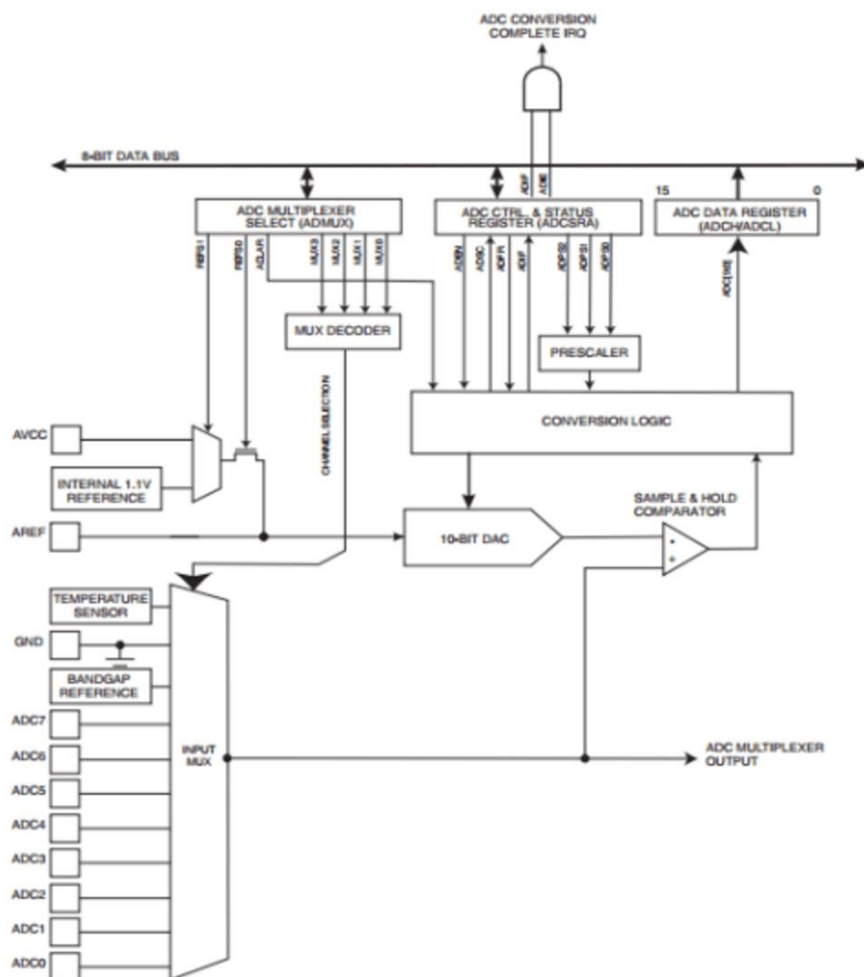 ADC CONVERSION
COMPLETE IRQ
8-BIT DATA BUS
ADIF
ADIE
15
0
ADC MULTIPLEXER
SELECT (ADMUX)
ADC CTRL. & STATUS
REGISTER (ADCSRA)
ADC DATA REGISTER
(ADCH/ADCL)
REFS1
REFS0
ADLAR
MUX3
MUX2
MUX1
MUX0
ADEN
ADSC
ADFR
ADIF
ADPS2
ADPS1
ADPS0
ADC[9:0]
MUX DECODER
PRESCALER
CHANNEL SELECTION
CONVERSION LOGIC
AVCC
INTERNAL 1.1V
REFERENCE
SAMPLE & HOLD
COMPARATOR
AREF
10-BIT DAC
-
+
TEMPERATURE
SENSOR
GND
BANDGAP
REFERENCE
ADC7
ADC6
INPUT
MUX
ADC MULTIPLEXER
OUTPUT
ADC5
ADC4
ADC3
ADC2
ADC1
ADC0